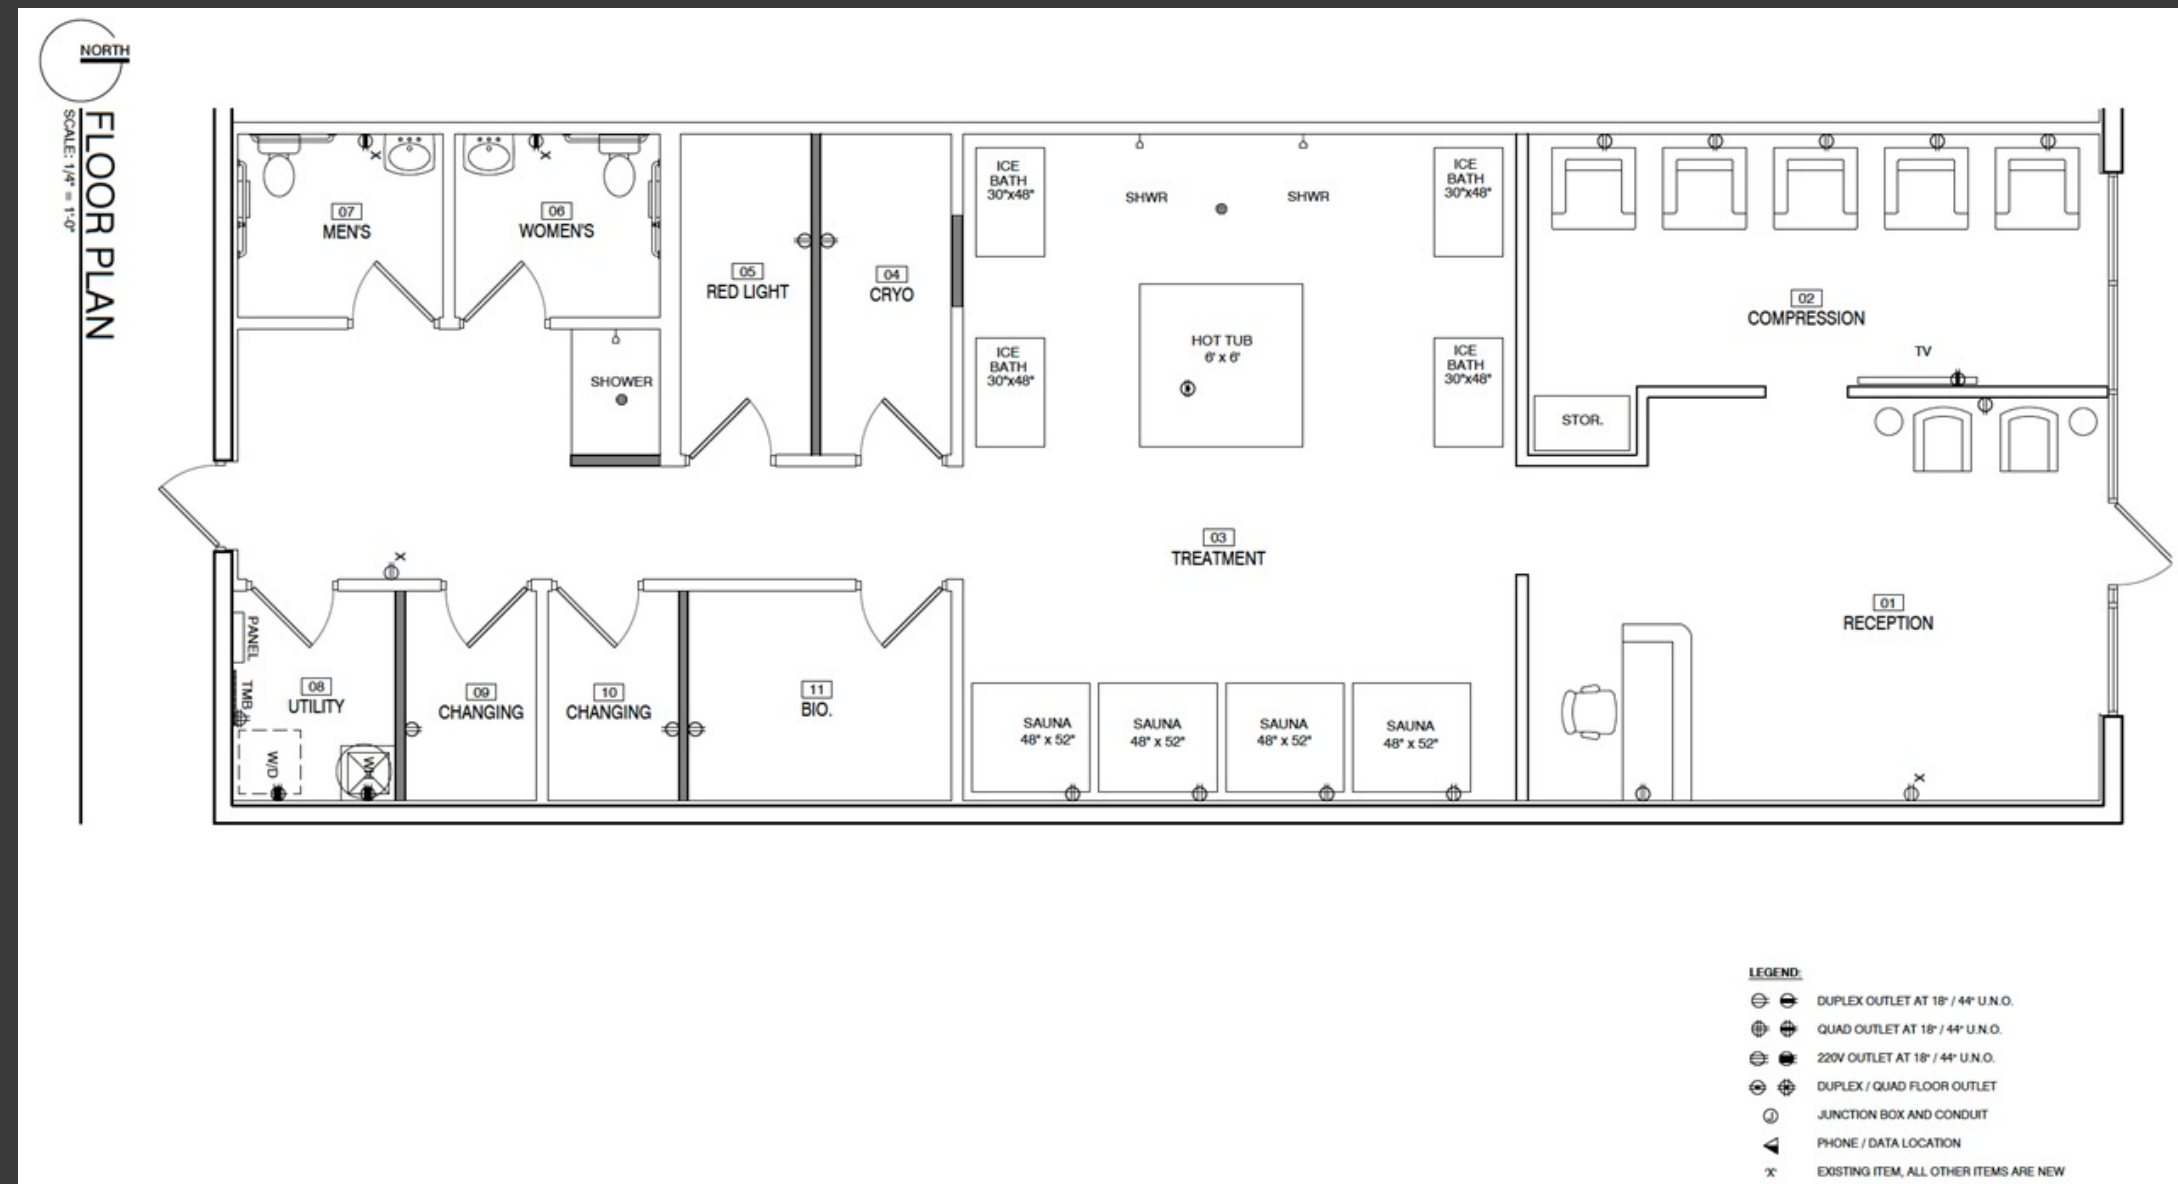 NORTH
FLOOR PLAN
SCALE: 1/4" = 1'-0"
07
MEN'S
06
WOMEN'S
05
RED LIGHT
04
CRYO
SHOWER
ICE
BATH
30"x48"
ICE
BATH
30"x48"
SHWR
SHWR
HOT TUB
6' x 6'
ICE
BATH
30"x48"
ICE
BATH
30"x48"
02
COMPRESSION
TV
STOR.
03
TREATMENT
01
RECEPTION
PANEL
TMB
08
UTILITY
W/D
09
CHANGING
10
CHANGING
11
BIO.
SAUNA
48" x 52"
SAUNA
48" x 52"
SAUNA
48" x 52"
SAUNA
48" x 52"
X
X
X
X
LEGEND:
DUPLEX OUTLET AT 18" / 44" U.N.O.
QUAD OUTLET AT 18" / 44" U.N.O.
220V OUTLET AT 18" / 44" U.N.O.
DUPLEX / QUAD FLOOR OUTLET
J JUNCTION BOX AND CONDUIT
PHONE / DATA LOCATION
X EXISTING ITEM, ALL OTHER ITEMS ARE NEW